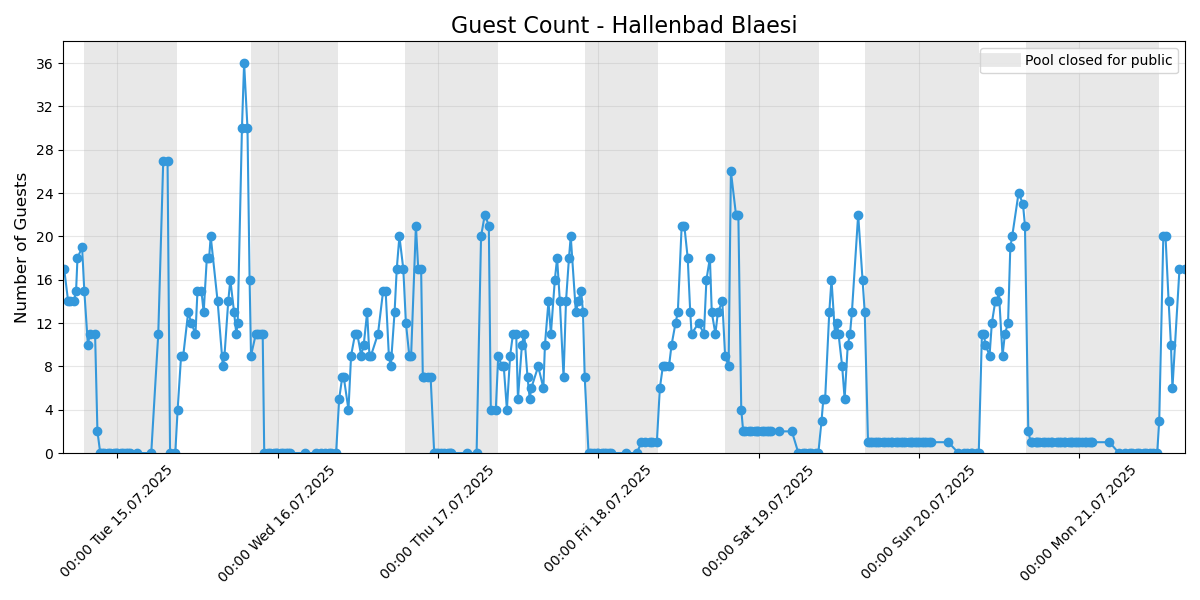 Guest Count - Hallenbad Blaesi
Pool closed for public
Number of Guests
36
32
28
24
20
16
12
8
4
0
00:00 Tue 15.07.2025
00:00 Wed 16.07.2025
00:00 Thu 17.07.2025
00:00 Fri 18.07.2025
00:00 Sat 19.07.2025
00:00 Sun 20.07.2025
00:00 Mon 21.07.2025